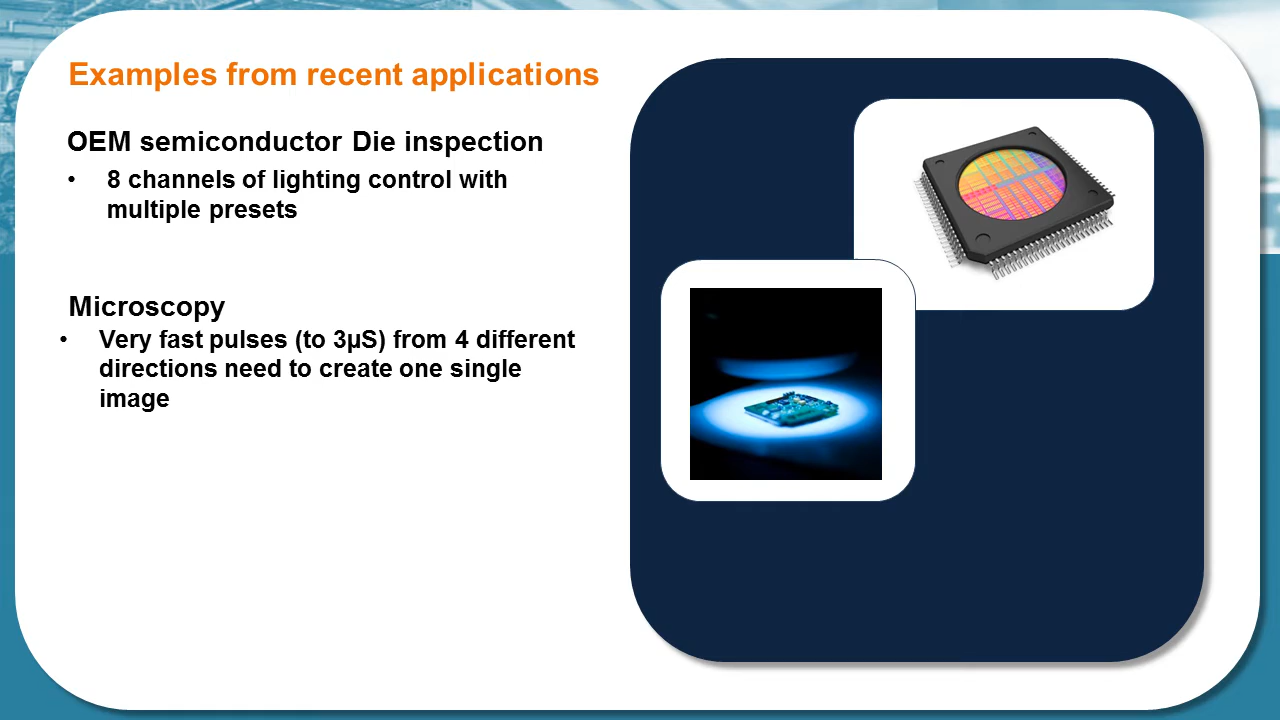 Examples from recent applications
OEM semiconductor Die inspection
• 8 channels of lighting control with
multiple presets
Microscopy
• Very fast pulses (to 3µS) from 4 different
directions need to create one single
image